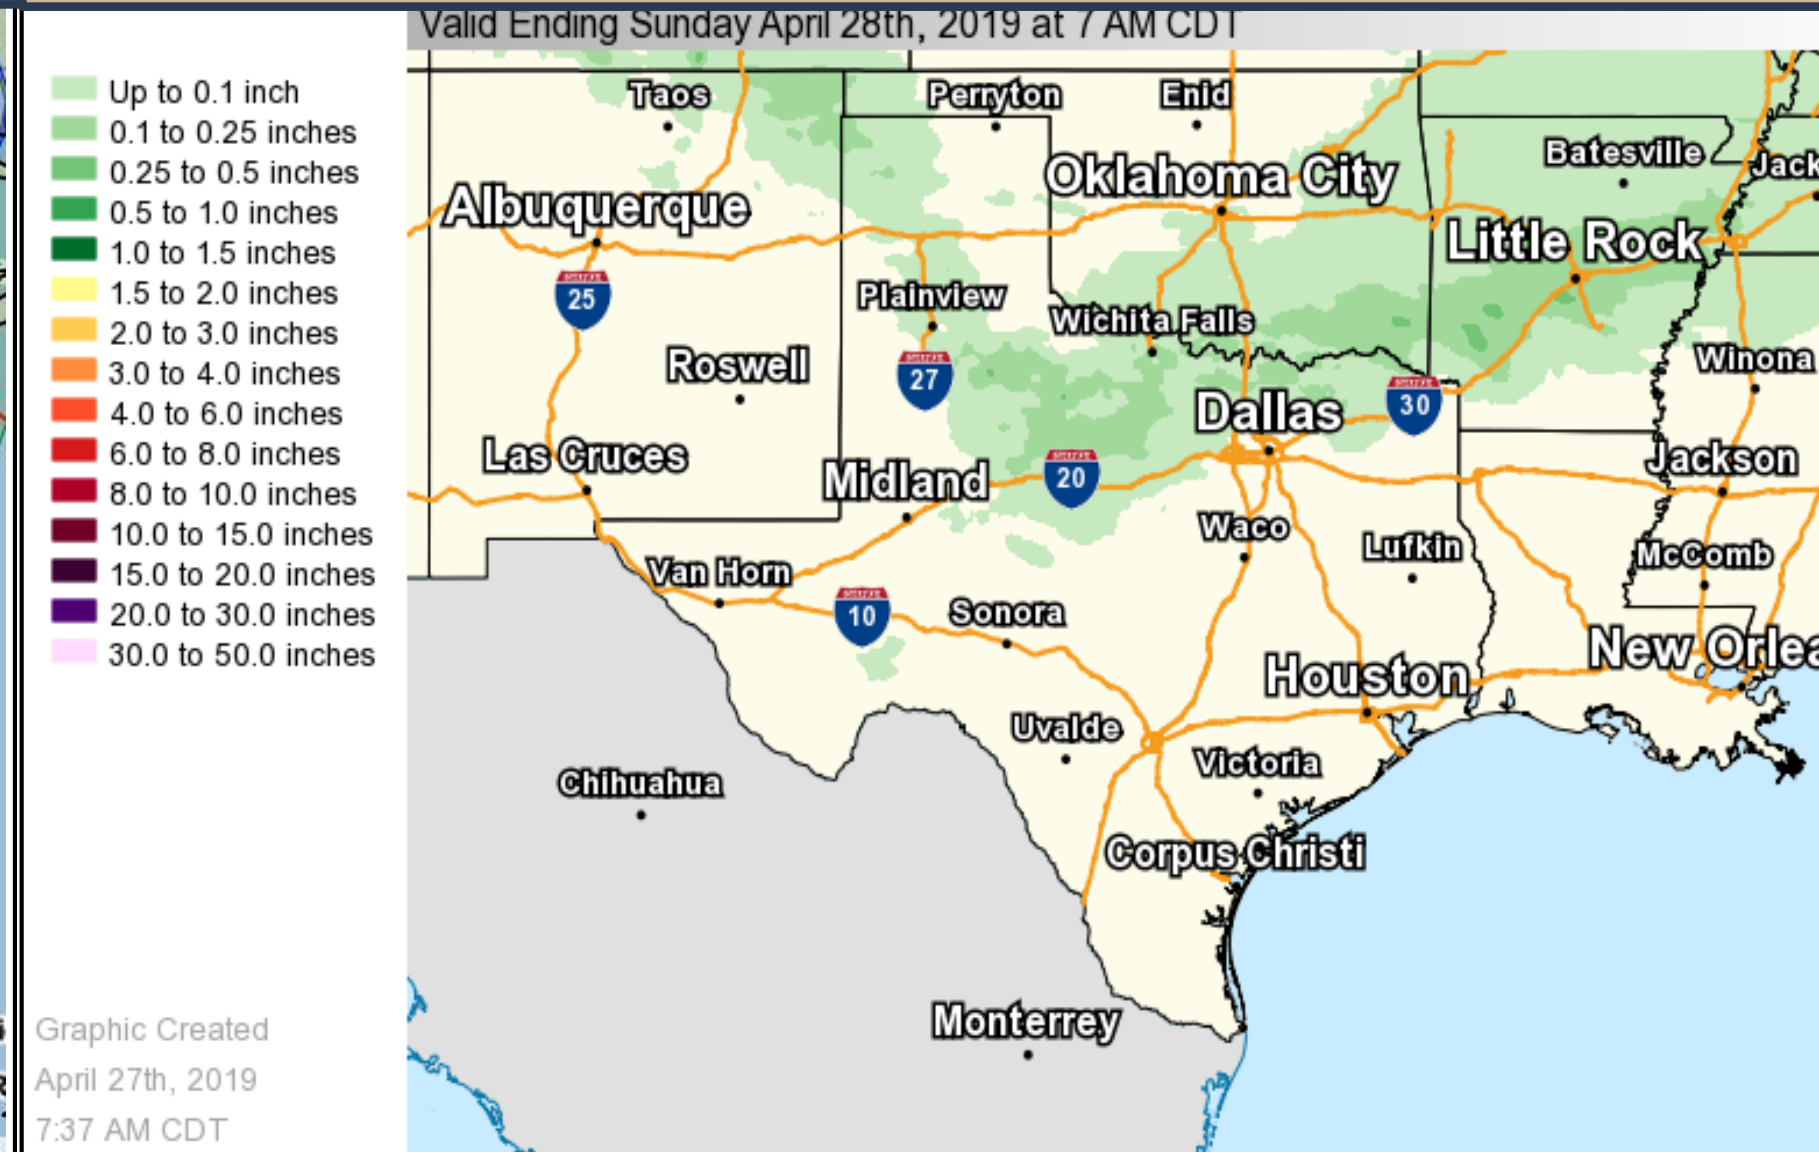 Valid Ending Sunday April 28th, 2019 at 7 AM CDT
Up to 0.1 inch
0.1 to 0.25 inches
0.25 to 0.5 inches
0.5 to 1.0 inches
1.0 to 1.5 inches
1.5 to 2.0 inches
2.0 to 3.0 inches
3.0 to 4.0 inches
4.0 to 6.0 inches
6.0 to 8.0 inches
8.0 to 10.0 inches
10.0 to 15.0 inches
15.0 to 20.0 inches
20.0 to 30.0 inches
30.0 to 50.0 inches
Graphic Created
April 27th, 2019
7:37 AM CDT
Taos
Perryton
Enid
Batesville
Jack
Oklahoma City
Albuquerque
Little Rock
25
Plainview
Wichita Falls
Roswell
27
Winona
30
Dallas
Las Cruces
Midland
20
Jackson
Waco
Lufkin
McComb
Van Horn
10
Sonora
New Orlea
Houston
Uvalde
Victoria
Chihuahua
Corpus Christi
Monterrey